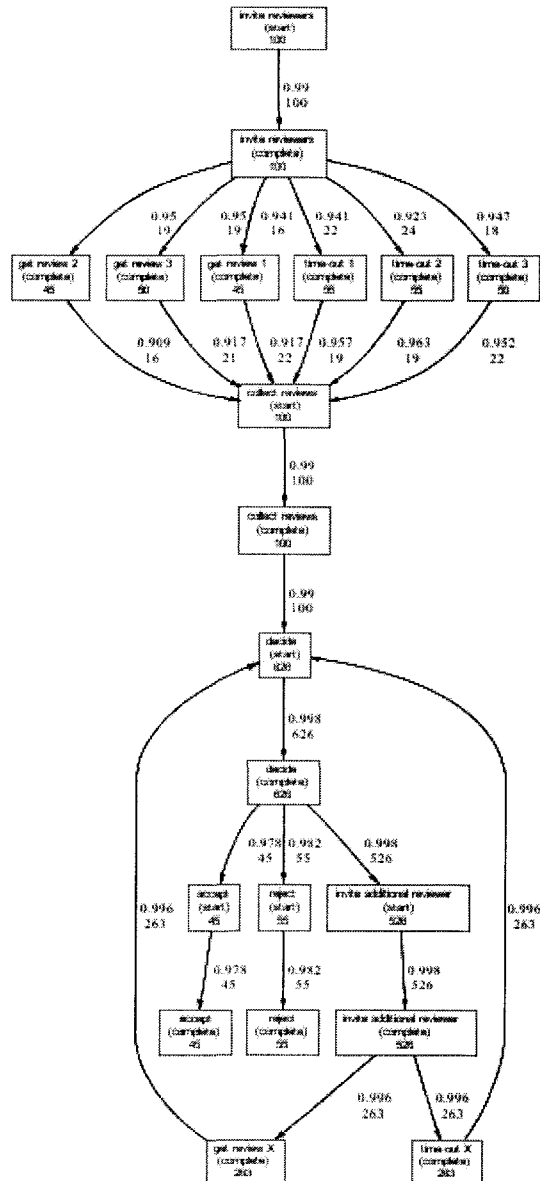 invite reviewers
(start)
100
0.99
100
invite reviewers
(complete)
100
0.95 0.95 0.941 0.941 0.923 0.947
19 19 16 22 24 18
get review 2 get review 3 get review 1 time-out 1 time-out 2 time-out 3
(complete) (complete) (complete) (complete) (complete) (complete)
45 50 45 55 55 50
0.909 0.917 0.917 0.957 0.963 0.952
16 21 22 19 19 22
collect reviews
(start)
100
0.99
100
collect reviews
(complete)
100
0.99
100
decide
(start)
626
0.998
626
decide
(complete)
626
0.978 0.982 0.998
45 55 526
accept reject invite additional reviewer
(start) (start) (start)
45 55 526
0.996 0.996
263 263
0.978 0.982 0.998
45 55 526
accept reject invite additional reviewer
(complete) (complete) (complete)
45 55 526
0.996 0.996
263 263
get review X time-out X
(complete) (complete)
263 263